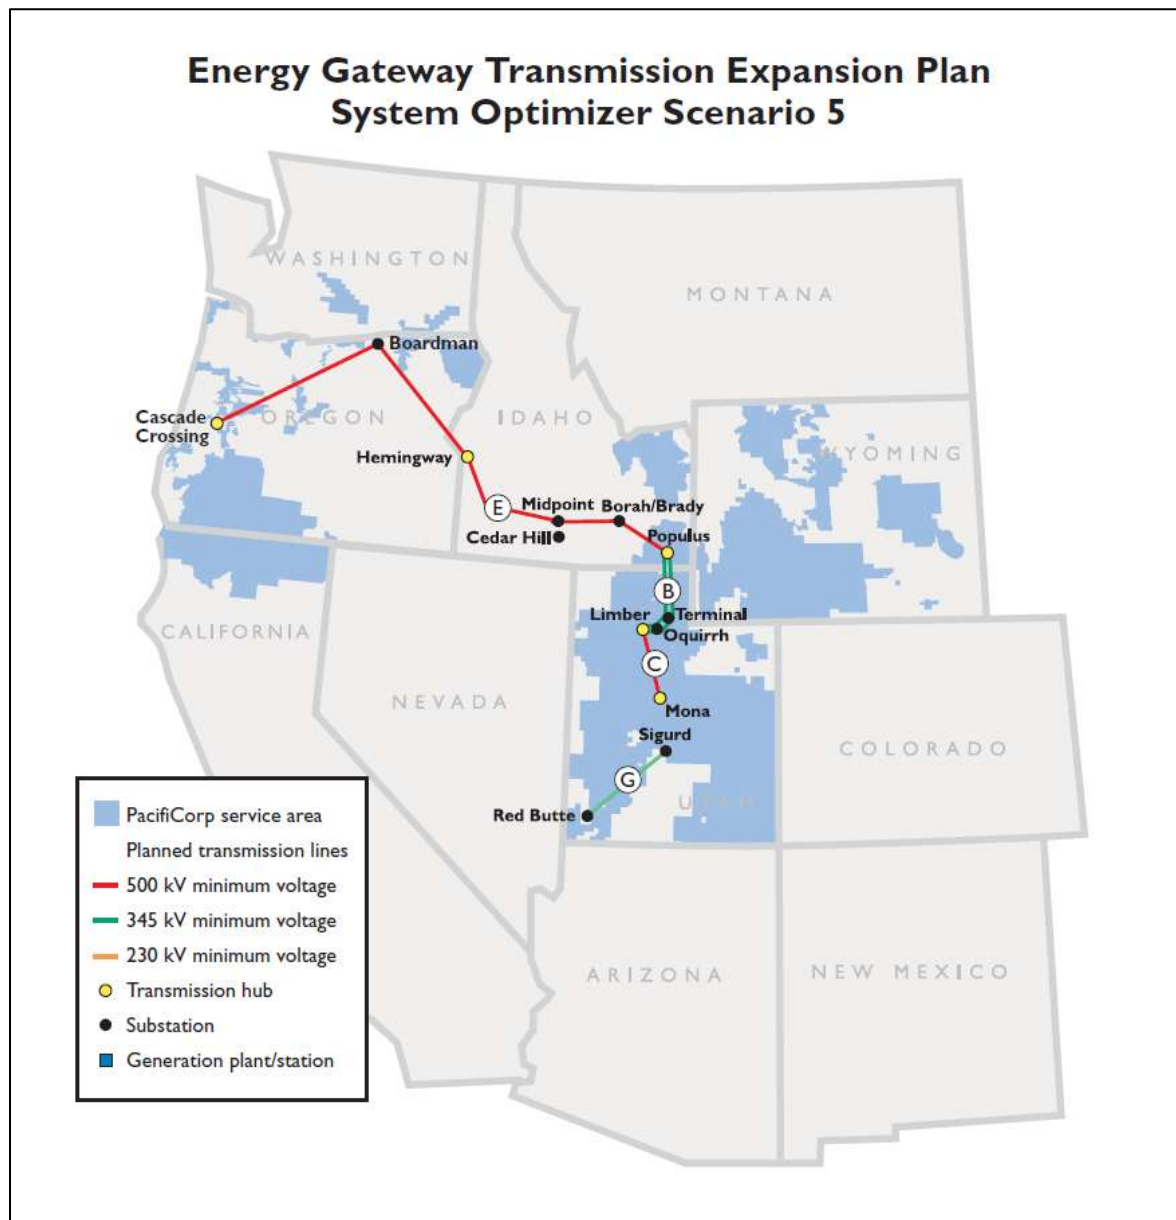 Energy Gateway Transmission Expansion Plan
System Optimizer Scenario 5
WASHINGTON
MONTANA
Boardman
Cascade
Crossing
OREGON
IDAHO
WYOMING
Hemingway
E
Midpoint
Borah/Brady
Cedar Hill
Populus
B
Limber
Terminal
Oquirrh
CALIFORNIA
C
NEVADA
Mona
Sigurd
COLORADO
G
UTAH
Red Butte
PacifiCorp service area
Planned transmission lines
500 kV minimum voltage
345 kV minimum voltage
230 kV minimum voltage
Transmission hub
Substation
Generation plant/station
ARIZONA
NEW MEXICO